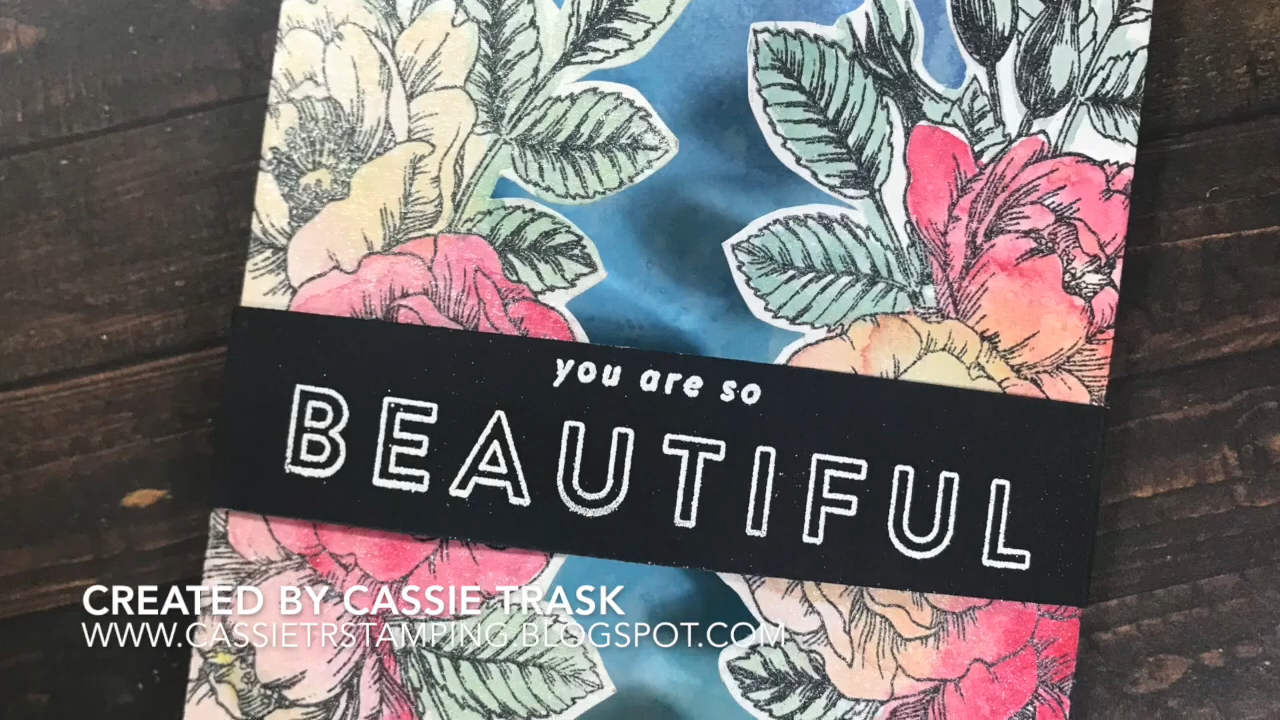 you are so
BEAUTIFUL
CREATED BY CASSIE TRASK
WWW.CASSIETRSTAMPING.BLOGSPOT.COM